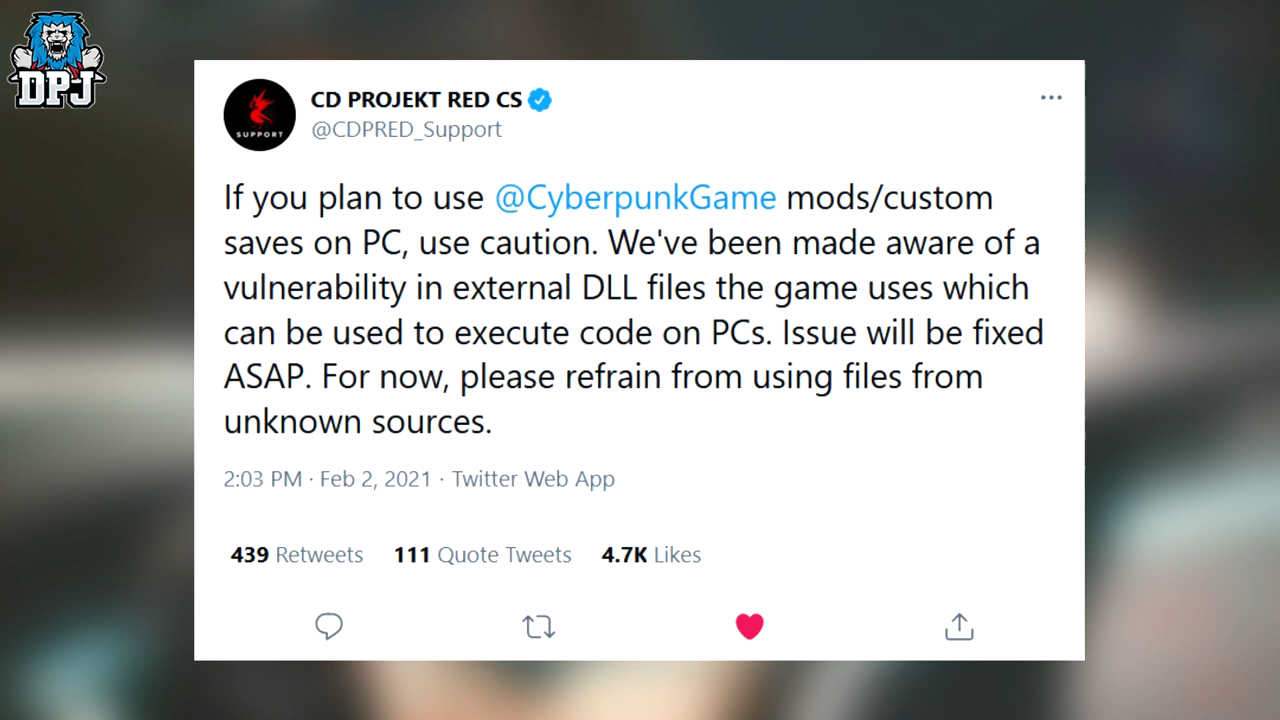 DPJ
CD PROJEKT RED CS
SUPPORT
@CDPRED_Support
If you plan to use @CyberpunkGame mods/custom
saves on PC, use caution. We've been made aware of a
vulnerability in external DLL files the game uses which
can be used to execute code on PCs. Issue will be fixed
ASAP. For now, please refrain from using files from
unknown sources.
2:03 PM · Feb 2, 2021 · Twitter Web App
439 Retweets 111 Quote Tweets 4.7K Likes